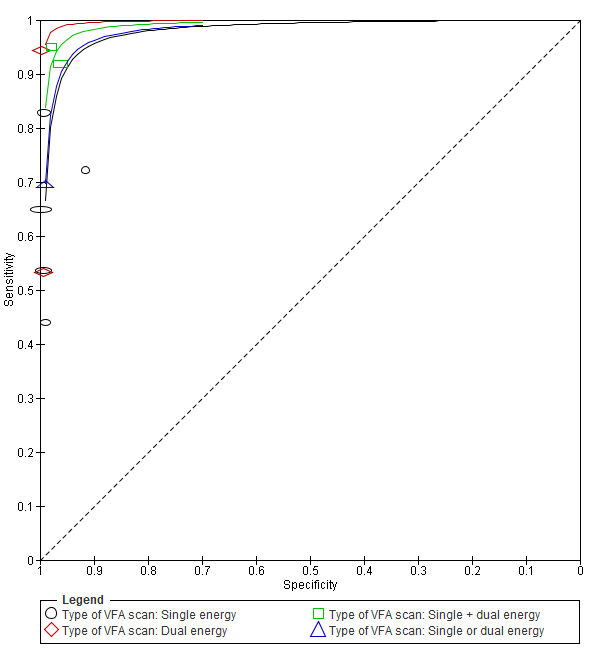 1
0.9
0.8
0.7
0.6
0.5
0.4
0.3
0.2
0.1
0
Sensitivity
1 0.9 0.8 0.7 0.6 0.5 0.4 0.3 0.2 0.1 0
Specificity
Legend
Type of VFA scan: Single energy
Type of VFA scan: Single + dual energy
Type of VFA scan: Dual energy
Type of VFA scan: Single or dual energy